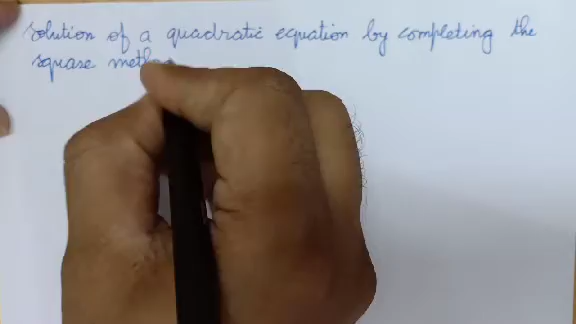 solution of a quadratic equation by completing the
square